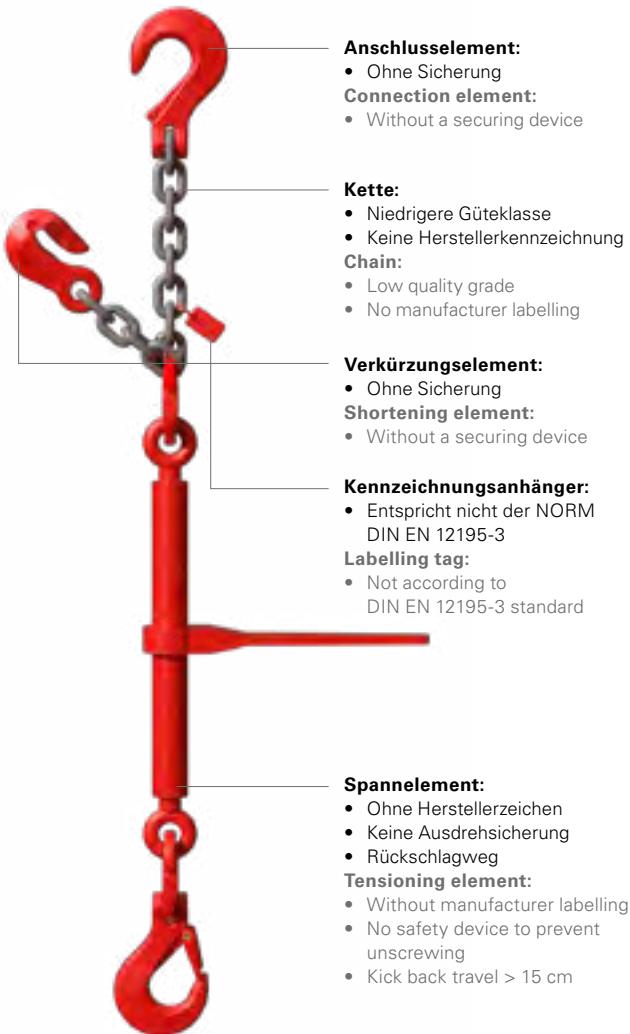 Anschlusselement:
• Ohne Sicherung
Connection element:
• Without a securing device
Kette:
• Niedrigere Güteklasse
• Keine Herstellerkennzeichnung
Chain:
• Low quality grade
• No manufacturer labelling
Verkürzungselement:
• Ohne Sicherung
Shortening element:
• Without a securing device
Kennzeichnungsanhänger:
• Entspricht nicht der NORM
DIN EN 12195-3
Labelling tag:
• Not according to
DIN EN 12195-3 standard
Spannelement:
• Ohne Herstellerzeichen
• Keine Ausdrehsicherung
• Rückschlagweg
Tensioning element:
• Without manufacturer labelling
• No safety device to prevent
unscrewing
• Kick back travel > 15 cm